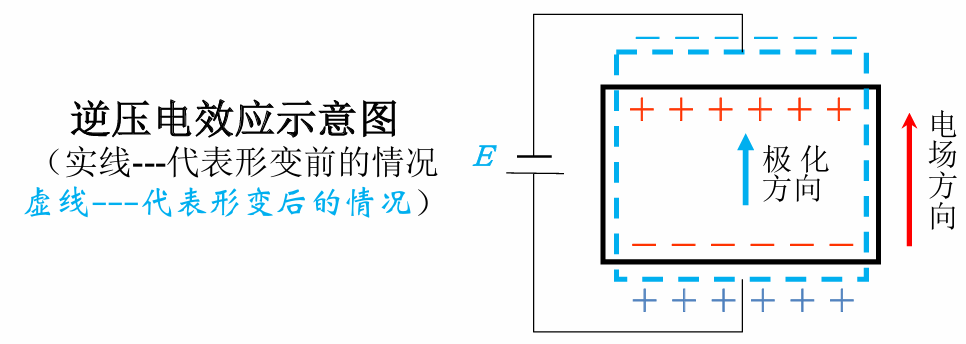 逆压电效应示意图
（实线---代表形变前的情况
虚线---代表形变后的情况）
E
－－－－－－
＋＋＋＋＋＋
极化
方向
－－－－－－
＋＋＋＋＋＋
电场方向